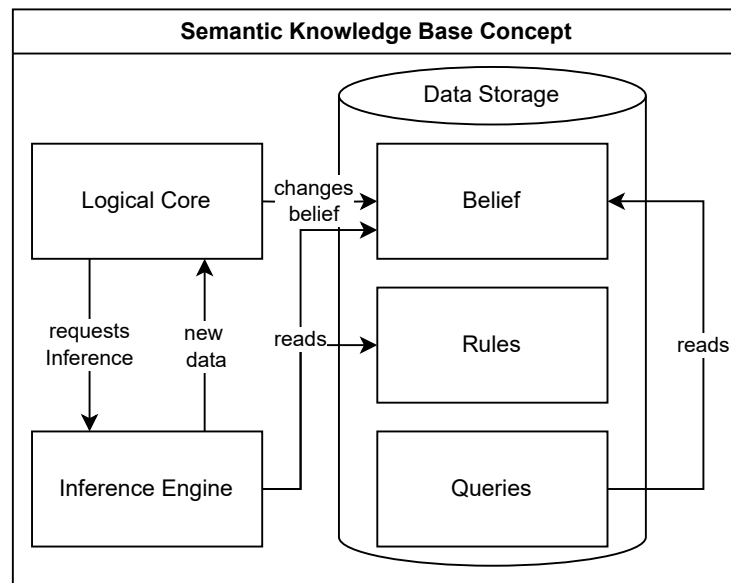 Semantic Knowledge Base Concept
Data Storage
Logical Core
changes
belief
Belief
requests
Inference
new
data
reads
Rules
reads
Inference Engine
Queries